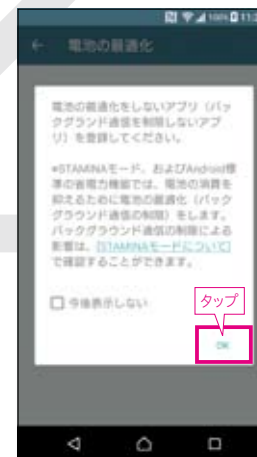 100% 11:2
← 電池の最適化
電池の最適化をしないアプリ(バッ
クグランド通信を制限しないアプ
リ)を登録してください。
※STAMINAモード、およびAndroid標
準の省電力機能では、電池の消費を
抑えるために電池の最適化(バック
グラウンド通信の制限)をします。
バックグラウンド通信の制限による
影響は、[STAMINAモードについて]
で確認することができます。
今後表示しない
タップ
OK